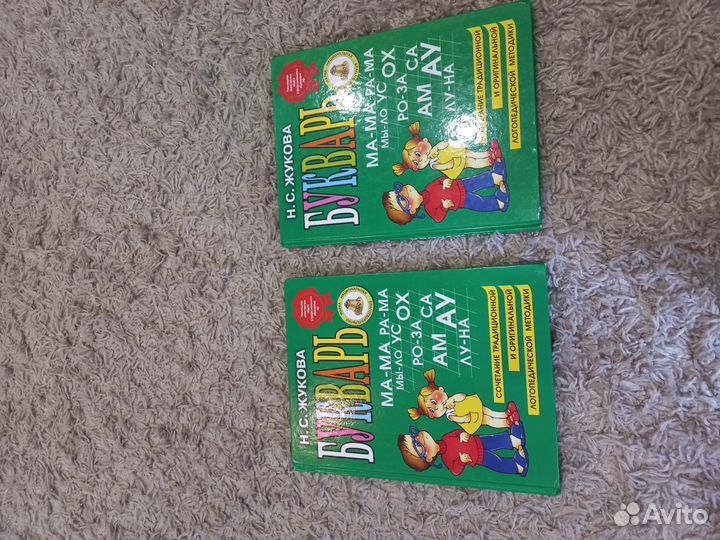 Н. С. ЖУКОВА
БУКВАРЬ
МА-МА РА-МА
МЫ-ЛО УС ОХ
РО-ЗА СА
АМ АУ
ЛУ-НА
СОЧЕТАНИЕ ТРАДИЦИОННОЙ
И ОРИГИНАЛЬНОЙ
ЛОГОПЕДИЧЕСКОЙ МЕТОДИКИ
Н. С. ЖУКОВА
БУКВАРЬ
МА-МА РА-МА
МЫ-ЛО УС ОХ
РО-ЗА СА
АМ АУ
ЛУ-НА
СОЧЕТАНИЕ ТРАДИЦИОННОЙ
И ОРИГИНАЛЬНОЙ
ЛОГОПЕДИЧЕСКОЙ МЕТОДИКИ
Avito